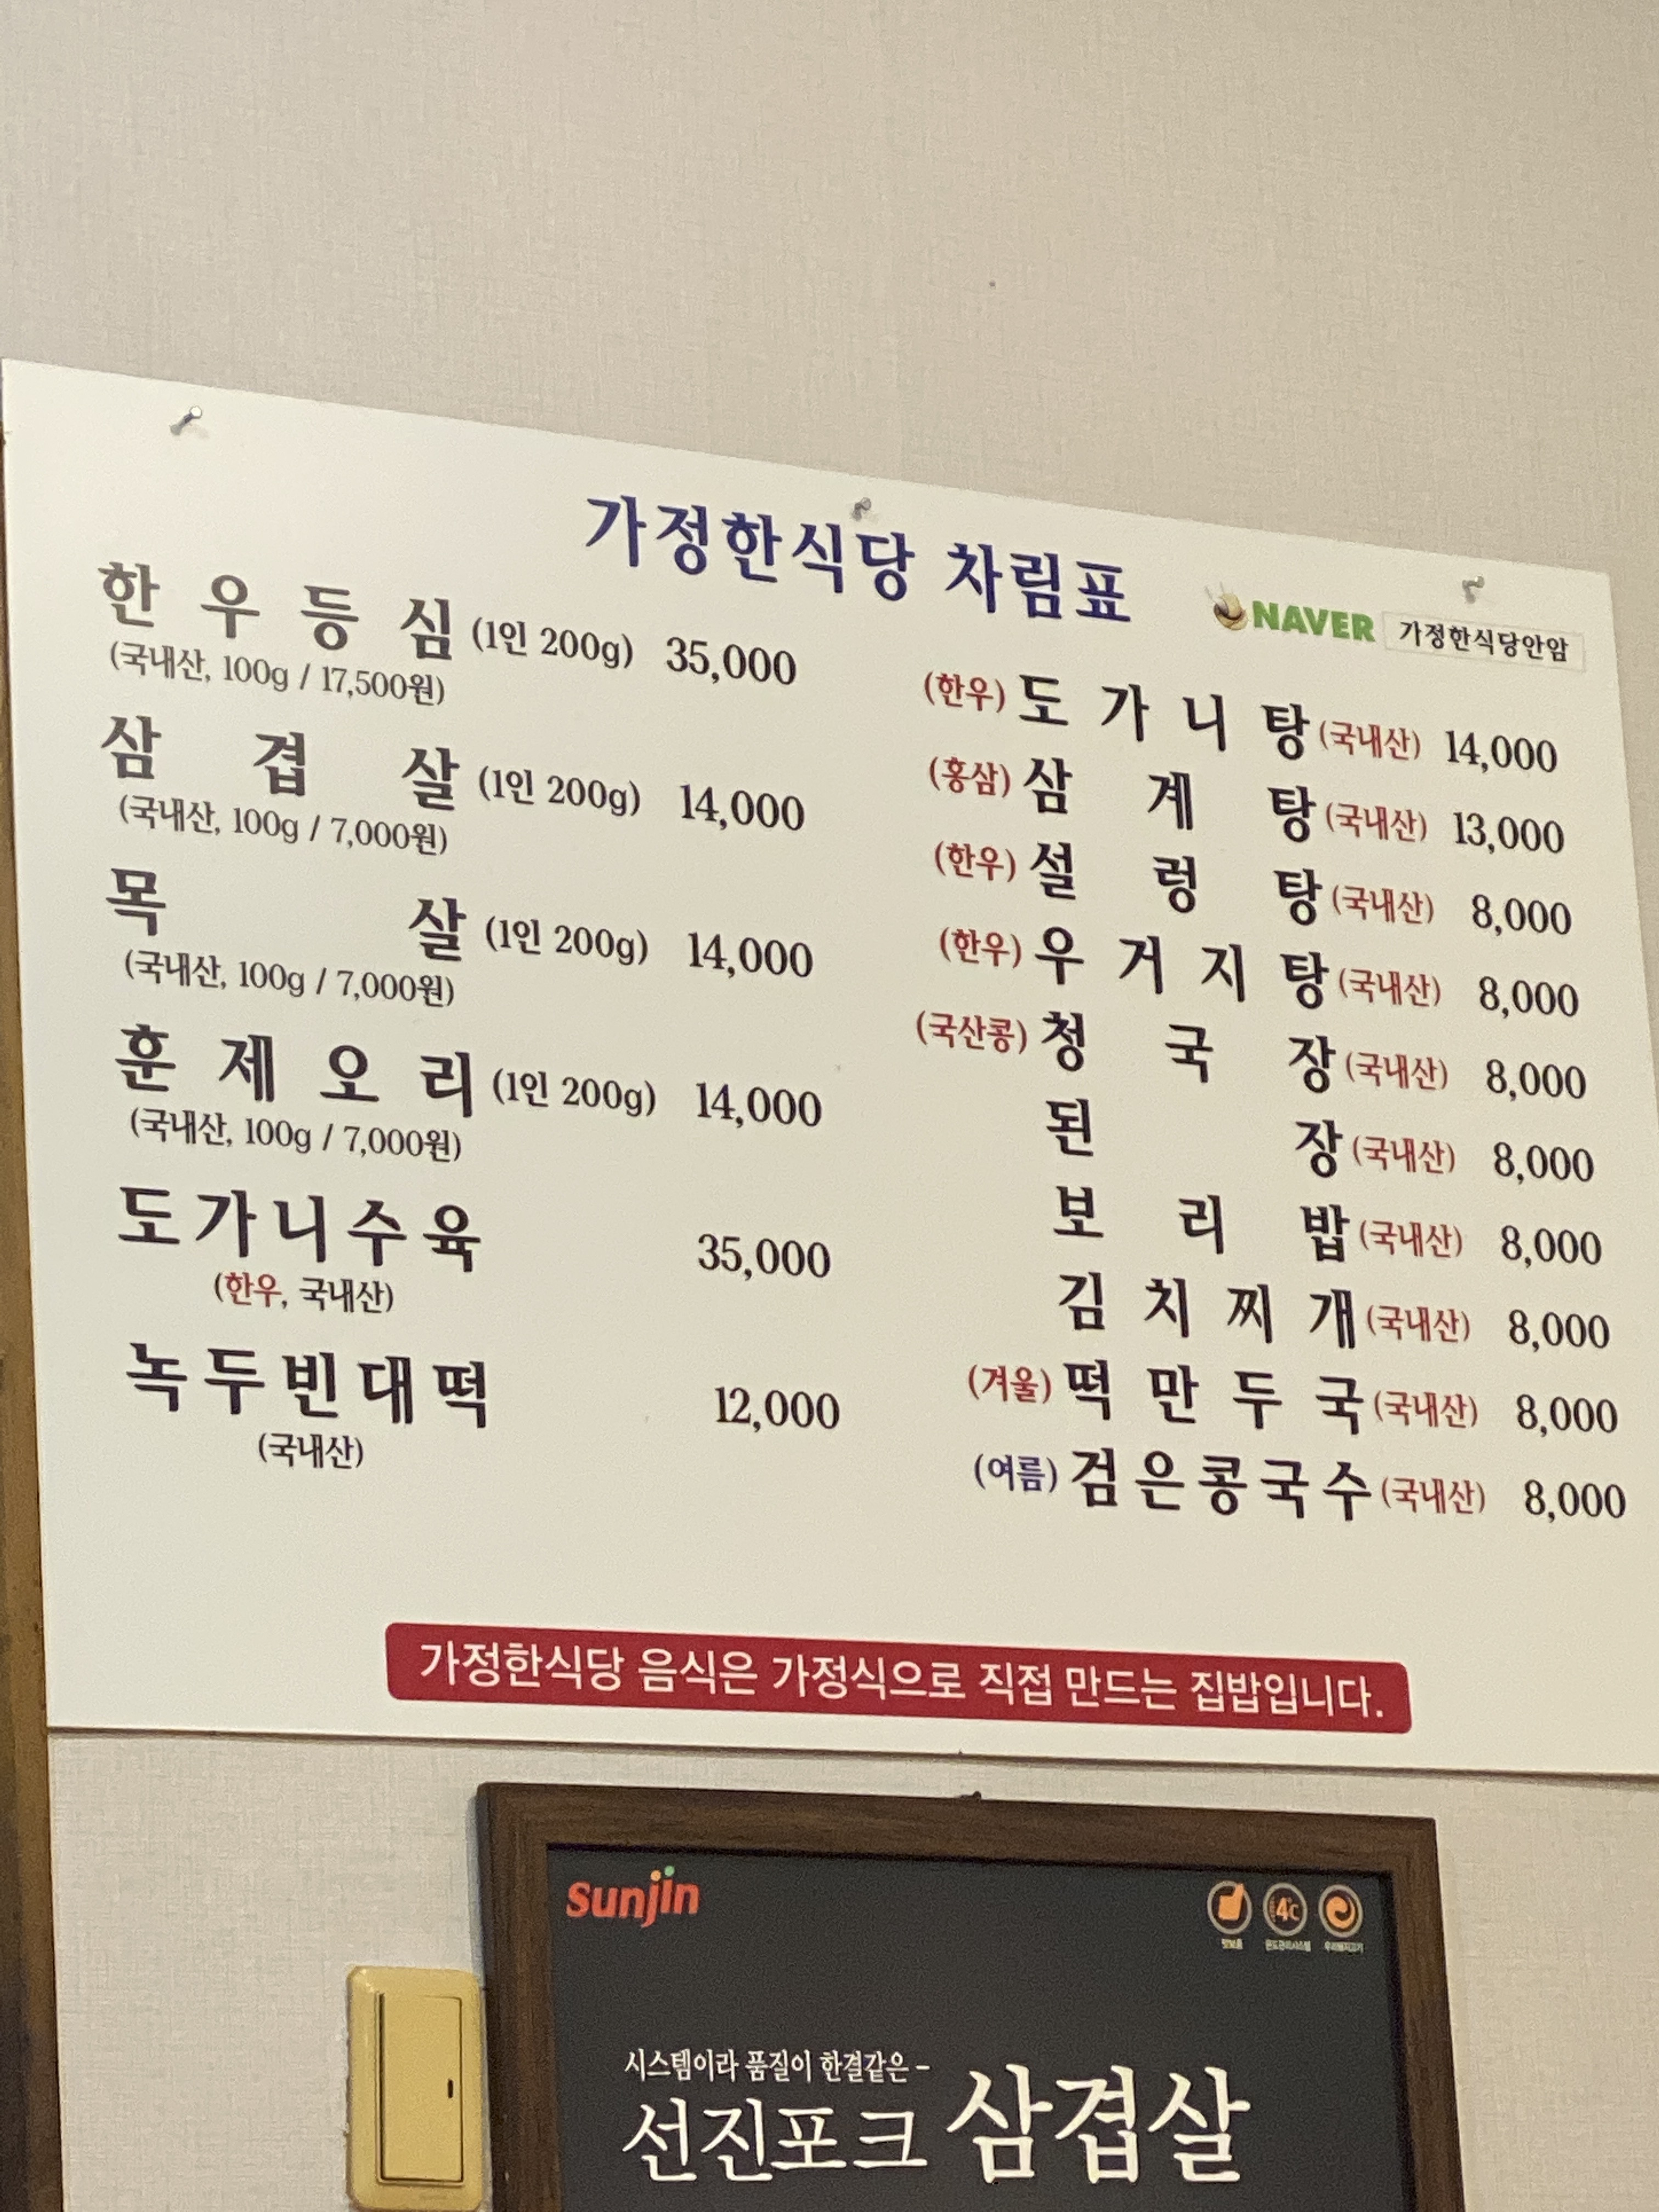 가정한식당 차림표
NAVER 가정한식당안암
한우등심 (1인 200g) 35,000
(국내산, 100g / 17,500원)
삼겹살 (1인 200g) 14,000
(국내산, 100g / 7,000원)
목살 (1인 200g) 14,000
(국내산, 100g / 7,000원)
훈제오리 (1인 200g) 14,000
(국내산, 100g / 7,000원)
도가니수육 35,000
(한우, 국내산)
녹두빈대떡 12,000
(국내산)
(한우) 도가니탕 (국내산) 14,000
(홍삼) 삼계탕 (국내산) 13,000
(한우) 설렁탕 (국내산) 8,000
(한우) 우거지탕 (국내산) 8,000
(국산콩) 청국장 (국내산) 8,000
된장 (국내산) 8,000
보리밥 (국내산) 8,000
김치찌개 (국내산) 8,000
(겨울) 떡만두국 (국내산) 8,000
(여름) 검은콩국수 (국내산) 8,000
가정한식당 음식은 가정식으로 직접 만드는 집밥입니다.
sunjin
4℃
시스템이라 품질이 한결같은 –
선진포크 삼겹살